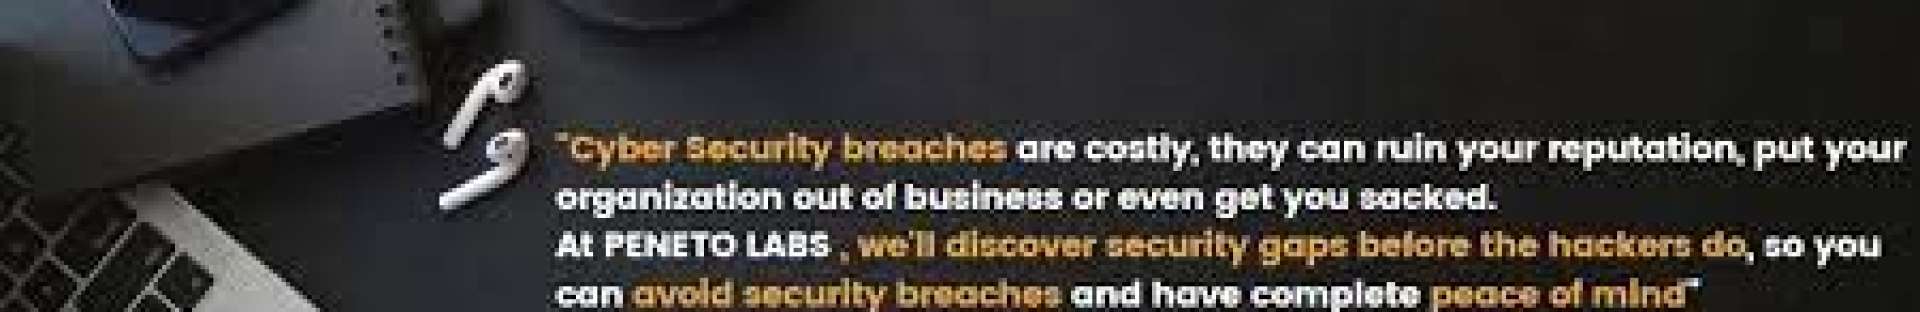 "Cyber Security breaches are costly, they can ruin your reputation, put your
organization out of business or even get you sacked.
At PENETO LABS , we'll discover security gaps before the hackers do, so you
can avoid security breaches and have complete peace of mind"